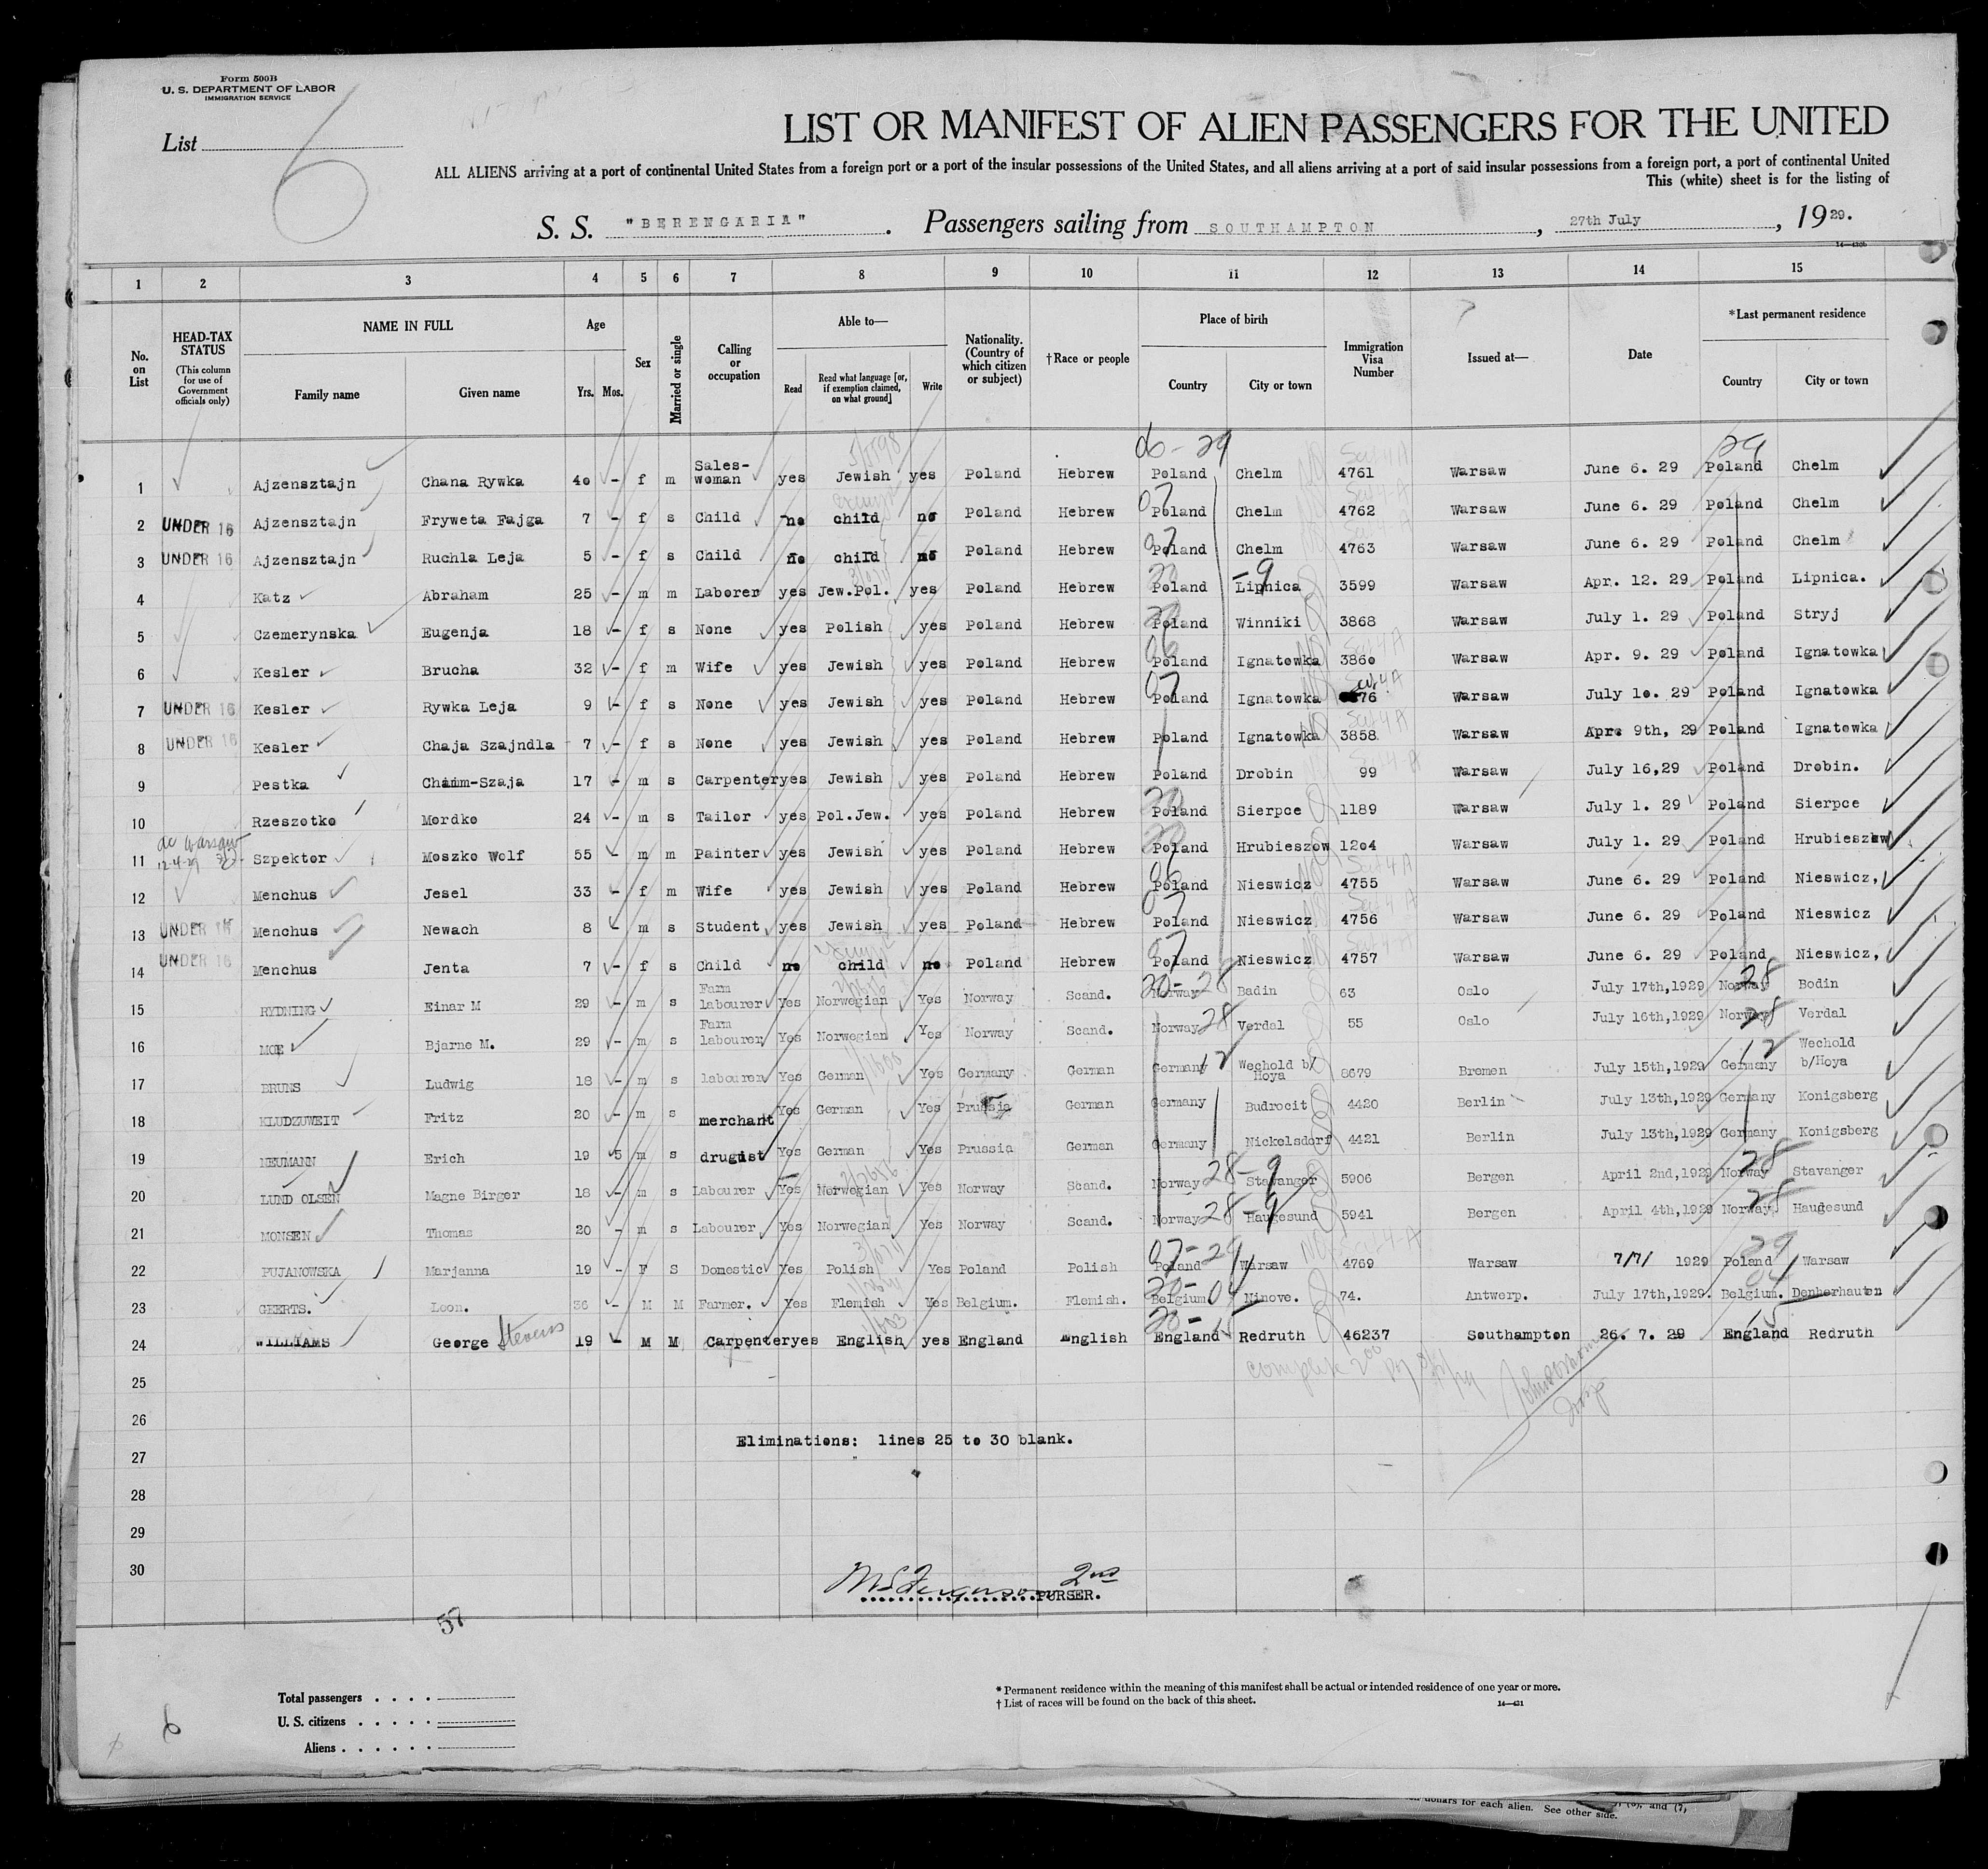 Form 500B
U. S. DEPARTMENT OF LABOR
IMMIGRATION SERVICE
List 6
LIST OR MANIFEST OF ALIEN PASSENGERS FOR THE UNITED
ALL ALIENS arriving at a port of continental United States from a foreign port or a port of the insular possessions of the United States, and all aliens arriving at a port of said insular possessions from a foreign port, a port of continental United
This (white) sheet is for the listing of
S. S. "BERENGARIA". Passengers sailing from SOUTHAMPTON, 27th July, 1929.
1 2 3 4 5 6 7 8 9 10 11 12 13 14 15
No. on List
HEAD-TAX STATUS (This column for use of Government officials only)
NAME IN FULL Family name Given name
Age Yrs. Mos.
Sex
Married or single
Calling or occupation
Able to— Read Read what language [or, if exemption claimed, on what ground] Write
Nationality. (Country of which citizen or subject)
†Race or people
Place of birth Country City or town
Immigration Visa Number
Issued at—
Date
*Last permanent residence Country City or town
06-29 29
1 Ajzensztajn Chana Rywka 40 - f m Sales-woman yes Jewish yes Poland Hebrew Poland Chelm 4761 Warsaw June 6. 29 Poland Chelm
2 UNDER 16 Ajzensztajn Fryweta Fajga 7 - f s Child no child no Poland Hebrew Poland Chelm 4762 Warsaw June 6. 29 Poland Chelm
3 UNDER 16 Ajzensztajn Ruchla Leja 5 - f s Child no child no Poland Hebrew Poland Chelm 4763 Warsaw June 6. 29 Poland Chelm
4 Katz Abraham 25 - m m Laborer yes Jew.Pol. yes Poland Hebrew Poland Lipnica 3599 Warsaw Apr. 12. 29 Poland Lipnica.
5 Czemerynska Eugenja 18 - f s None yes Polish yes Poland Hebrew Poland Winniki 3868 Warsaw July 1. 29 Poland Stryj
6 Kesler Brucha 32 - f m Wife yes Jewish yes Poland Hebrew Poland Ignatowka 3860 Warsaw Apr. 9. 29 Poland Ignatowka
7 UNDER 16 Kesler Rywka Leja 9 - f s None yes Jewish yes Poland Hebrew Poland Ignatowka 76 Warsaw July 10. 29 Poland Ignatowka
8 UNDER 16 Kesler Chaja Szajndla 7 - f s None yes Jewish yes Poland Hebrew Poland Ignatowka 3858 Warsaw Apr. 9th, 29 Poland Ignatowka
9 Pestka Chaim-Szaja 17 - m s Carpenter yes Jewish yes Poland Hebrew Poland Drobin 99 Warsaw July 16,29 Poland Drobin.
10 Rzeszotko Mordko 24 - m s Tailor yes Pol.Jew. yes Poland Hebrew Poland Sierpce 1189 Warsaw July 1. 29 Poland Sierpce
11 Szpektor Moszko Wolf 55 - m m Painter yes Jewish yes Poland Hebrew Poland Hrubieszow 1204 Warsaw July 1. 29 Poland Hrubieszow
12 Menchus Jesel 33 - f m Wife yes Jewish yes Poland Hebrew Poland Nieswicz 4755 Warsaw June 6. 29 Poland Nieswicz,
13 UNDER 16 Menchus Newach 8 - m s Student yes Jewish yes Poland Hebrew Poland Nieswicz 4756 Warsaw June 6. 29 Poland Nieswicz
14 UNDER 16 Menchus Jenta 7 - f s Child no child no Poland Hebrew Poland Nieswicz 4757 Warsaw June 6. 29 Poland Nieswicz,
15 RYDNING Einar M 29 - m s Farm labourer Yes Norwegian Yes Norway Scand. Norway Badin 63 Oslo July 17th,1929 Norway Bodin
16 MOE Bjarne M. 29 - m s Farm labourer Yes Norwegian Yes Norway Scand. Norway Verdal 55 Oslo July 16th,1929 Norway Verdal
17 BRUNS Ludwig 18 - m s labourer Yes German Yes Germany German Germany Wechold b/Hoya 8679 Bremen July 15th,1929 Germany Wechold b/Hoya
18 KLUDZUWEIT Fritz 20 - m s merchant Yes German Yes Prussia German Germany Budrocit 4420 Berlin July 13th,1929 Germany Konigsberg
19 NEUMANN Erich 19 5 m s drugist Yes German Yes Prussia German Germany Nickelsdorf 4421 Berlin July 13th,1929 Germany Konigsberg
20 LUND OLSEN Magne Birger 18 - m s Labourer Yes Norwegian Yes Norway Scand. Norway Stavanger 5906 Bergen April 2nd,1929 Norway Stavanger
21 MONSEN Thomas 20 - m s Labourer Yes Norwegian Yes Norway Scand. Norway Haugesund 5941 Bergen April 4th,1929 Norway Haugesund
22 PUJANOWSKA Marjanna 19 - F S Domestic Yes Polish Yes Poland Polish Poland Warsaw 4769 Warsaw 7/7/ 1929 Poland Warsaw
23 GEERTS. Leon. 36 - M M Farmer. Yes Flemish Yes Belgium. Flemish. Belgium Ninove. 74. Antwerp. July 17th,1929. Belgium. Denherhauten
24 WILLIAMS George Stevens 19 - M M Carpenter yes English yes England English England Redruth 46237 Southampton 26. 7. 29 England Redruth
25
26
Eliminations: lines 25 to 30 blank.
27
28
29
30
2nd PURSER.
57
Total passengers
U. S. citizens
Aliens
6
* Permanent residence within the meaning of this manifest shall be actual or intended residence of one year or more.
† List of races will be found on the back of this sheet.
14—421
dollars for each alien. See other side.